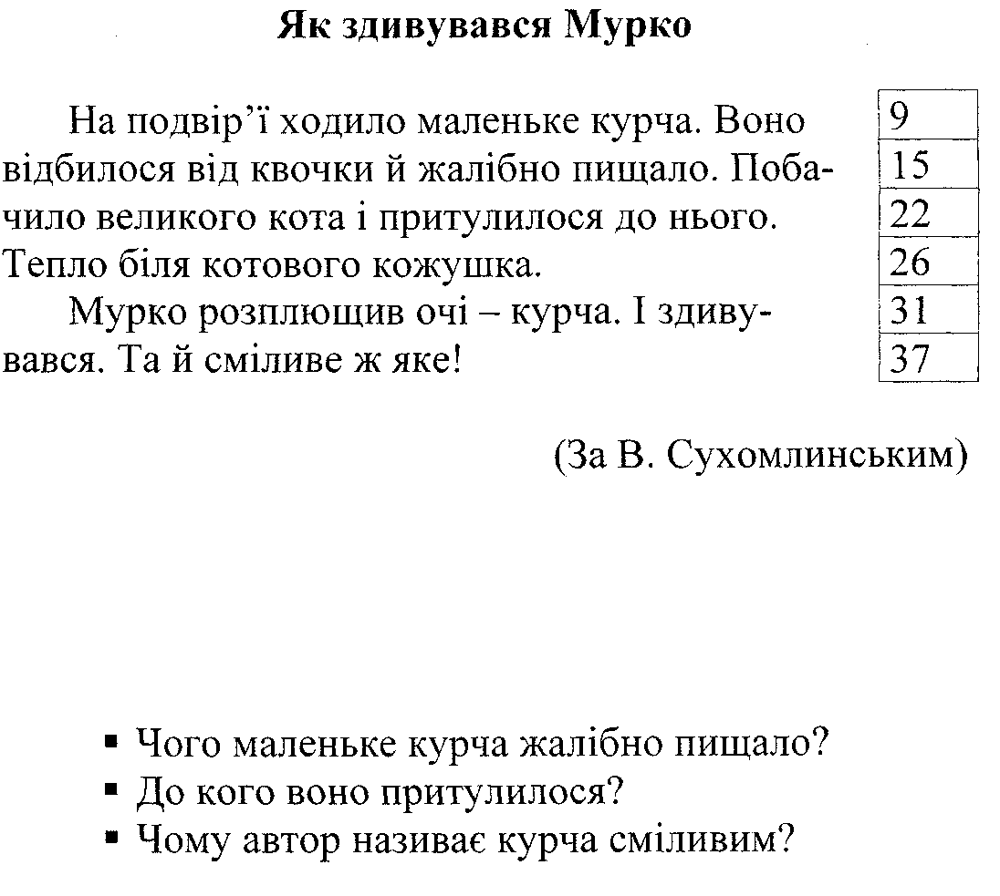 Як здивувався Мурко
На подвір’ї ходило маленьке курча. Воно 9
відбилося від квочки й жалібно пищало. Поба- 15
чило великого кота і притулилося до нього. 22
Тепло біля котового кожушка. 26
Мурко розплющив очі – курча. І здиву- 31
вався. Та й сміливе ж яке! 37
(За В. Сухомлинським)
▪ Чого маленьке курча жалібно пищало?
▪ До кого воно притулилося?
▪ Чому автор називає курча сміливим?